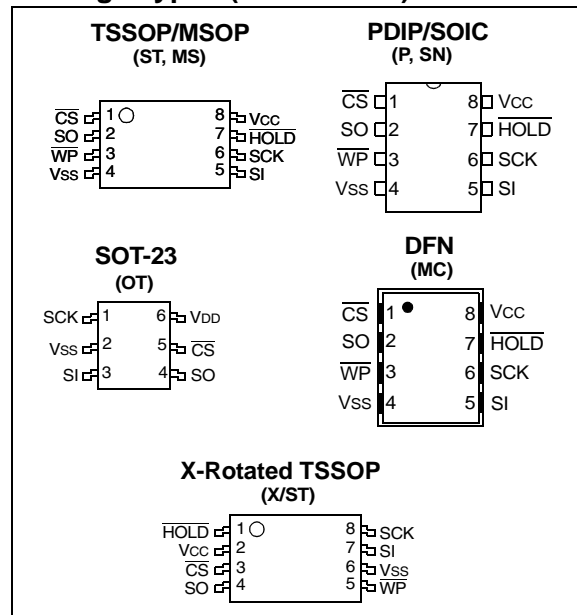 TSSOP/MSOP
(ST, MS)
CS 1 8 VCC
SO 2 7 HOLD
WP 3 6 SCK
VSS 4 5 SI
PDIP/SOIC
(P, SN)
CS 1 8 VCC
SO 2 7 HOLD
WP 3 6 SCK
VSS 4 5 SI
SOT-23
(OT)
SCK 1 6 VDD
VSS 2 5 CS
SI 3 4 SO
DFN
(MC)
CS 1 8 VCC
SO 2 7 HOLD
WP 3 6 SCK
VSS 4 5 SI
X-Rotated TSSOP
(X/ST)
HOLD 1 8 SCK
VCC 2 7 SI
CS 3 6 VSS
SO 4 5 WP